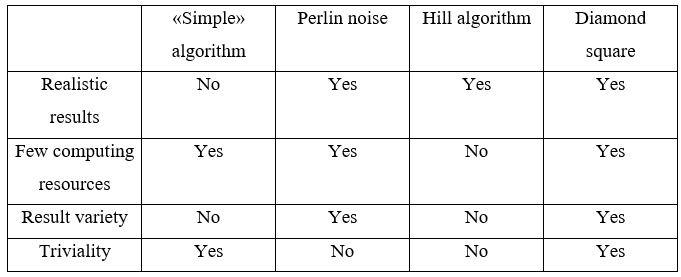 «Simple» Perlin noise Hill algorithm Diamond
algorithm square
Realistic No Yes Yes Yes
results
Few computing Yes Yes No Yes
resources
Result variety No Yes No Yes
Triviality Yes No No Yes